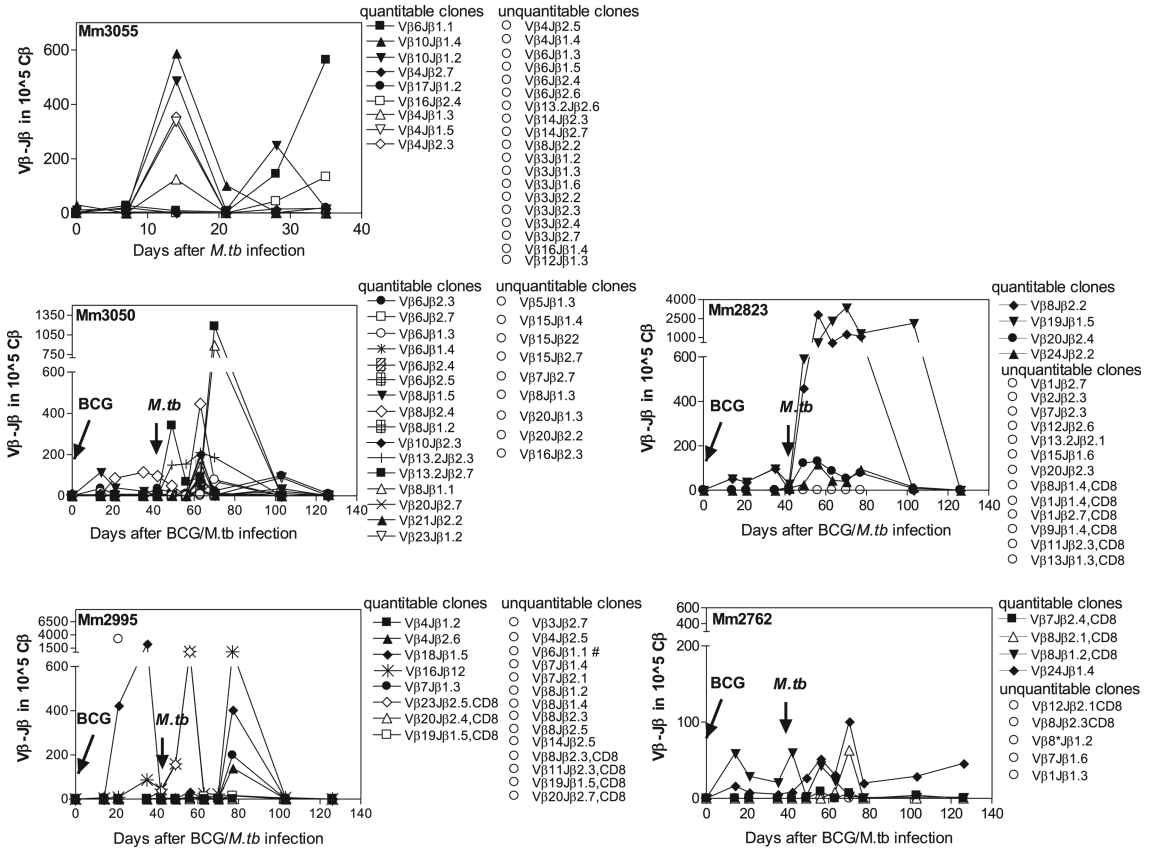 Mm3055
Vβ-Jβ in 10^5 Cβ
600
400
200
0
0 10 20 30 40
Days after M.tb infection
quantitable clones
Vβ6Jβ1.1
Vβ10Jβ1.4
Vβ10Jβ1.2
Vβ4Jβ2.7
Vβ17Jβ1.2
Vβ16Jβ2.4
Vβ4Jβ1.3
Vβ4Jβ1.5
Vβ4Jβ2.3
unquantitable clones
Vβ4Jβ2.5
Vβ4Jβ1.4
Vβ6Jβ1.3
Vβ6Jβ1.5
Vβ6Jβ2.4
Vβ6Jβ2.6
Vβ13.2Jβ2.6
Vβ14Jβ2.3
Vβ14Jβ2.7
Vβ8Jβ2.2
Vβ3Jβ1.2
Vβ3Jβ1.3
Vβ3Jβ1.6
Vβ3Jβ2.2
Vβ3Jβ2.3
Vβ3Jβ2.4
Vβ3Jβ2.7
Vβ16Jβ1.4
Vβ12Jβ1.3
Mm3050
Vβ-Jβ in 10^5 Cβ
1350
1050
750
600
400
200
0
BCG
M.tb
0 20 40 60 80 100 120 140
Days after BCG/M.tb infection
quantitable clones
Vβ6Jβ2.3
Vβ6Jβ2.7
Vβ6Jβ1.3
Vβ6Jβ1.4
Vβ6Jβ2.4
Vβ6Jβ2.5
Vβ8Jβ1.5
Vβ8Jβ2.4
Vβ8Jβ1.2
Vβ10Jβ2.3
Vβ13.2Jβ2.3
Vβ13.2Jβ2.7
Vβ8Jβ1.1
Vβ20Jβ2.7
Vβ21Jβ2.2
Vβ23Jβ1.2
unquantitable clones
Vβ5Jβ1.3
Vβ15Jβ1.4
Vβ15Jβ22
Vβ15Jβ2.7
Vβ7Jβ2.7
Vβ8Jβ1.3
Vβ20Jβ1.3
Vβ20Jβ2.2
Vβ16Jβ2.3
Mm2823
Vβ-Jβ in 10^5 Cβ
4000
2500
1000
600
400
200
0
BCG
M.tb
0 20 40 60 80 100 120 140
Days after BCG/M.tb infection
quantitable clones
Vβ8Jβ2.2
Vβ19Jβ1.5
Vβ20Jβ2.4
Vβ24Jβ2.2
unquantitable clones
Vβ1Jβ2.7
Vβ2Jβ2.3
Vβ7Jβ2.3
Vβ12Jβ2.6
Vβ13.2Jβ2.1
Vβ15Jβ1.6
Vβ20Jβ2.3
Vβ8Jβ1.4,CD8
Vβ1Jβ1.4,CD8
Vβ1Jβ2.7,CD8
Vβ9Jβ1.4,CD8
Vβ11Jβ2.3,CD8
Vβ13Jβ1.3,CD8
Mm2995
Vβ-Jβ in 10^5 Cβ
6500
4000
1500
600
400
200
0
BCG
M.tb
0 20 40 60 80 100 120 140
Days after BCG/M.tb infection
quantitable clones
Vβ4Jβ1.2
Vβ4Jβ2.6
Vβ18Jβ1.5
Vβ16Jβ12
Vβ7Jβ1.3
Vβ23Jβ2.5,CD8
Vβ20Jβ2.4,CD8
Vβ19Jβ1.5,CD8
unquantitable clones
Vβ3Jβ2.7
Vβ4Jβ2.5
Vβ6Jβ1.1 #
Vβ7Jβ1.4
Vβ7Jβ2.1
Vβ8Jβ1.2
Vβ8Jβ1.4
Vβ8Jβ2.3
Vβ8Jβ2.5
Vβ14Jβ2.5
Vβ8Jβ2.3,CD8
Vβ11Jβ2.3,CD8
Vβ19Jβ1.5,CD8
Vβ20Jβ2.7,CD8
Mm2762
Vβ-Jβ in 10^5 Cβ
600
400
200
100
0
BCG
M.tb
0 20 40 60 80 100 120 140
Days after BCG/M.tb infection
quantitable clones
Vβ7Jβ2.4,CD8
Vβ8Jβ2.1,CD8
Vβ8Jβ1.2,CD8
Vβ24Jβ1.4
unquantitable clones
Vβ12Jβ2.1CD8
Vβ8Jβ2.3CD8
Vβ8*Jβ1.2
Vβ7Jβ1.6
Vβ1Jβ1.3